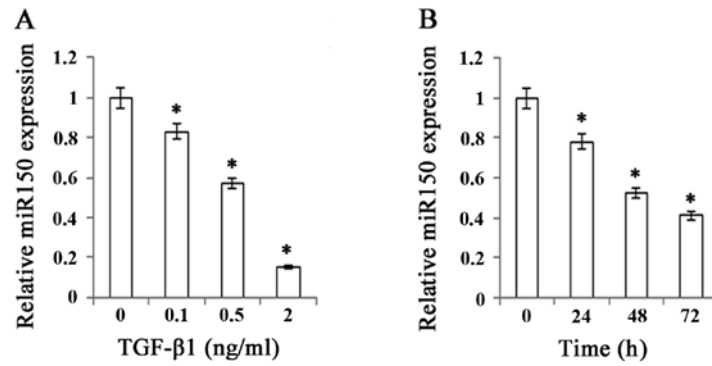 A
Relative miR150 expression
1.2
1
0.8
0.6
0.4
0.2
0
*
*
*
0 0.1 0.5 2
TGF-β1 (ng/ml)
B
Relative miR150 expression
1.2
1
0.8
0.6
0.4
0.2
0
*
*
*
0 24 48 72
Time (h)